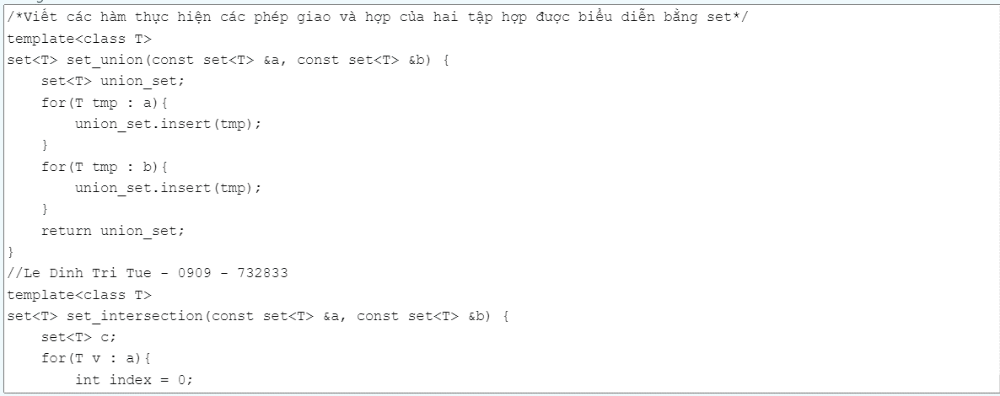 /*Viết các hàm thực hiện các phép giao và hợp của hai tập hợp được biểu diễn bằng set*/
template<class T>
set<T> set_union(const set<T> &a, const set<T> &b) {
    set<T> union_set;
    for(T tmp : a){
        union_set.insert(tmp);
    }
    for(T tmp : b){
        union_set.insert(tmp);
    }
    return union_set;
}
//Le Dinh Tri Tue - 0909 - 732833
template<class T>
set<T> set_intersection(const set<T> &a, const set<T> &b) {
    set<T> c;
    for(T v : a){
        int index = 0;